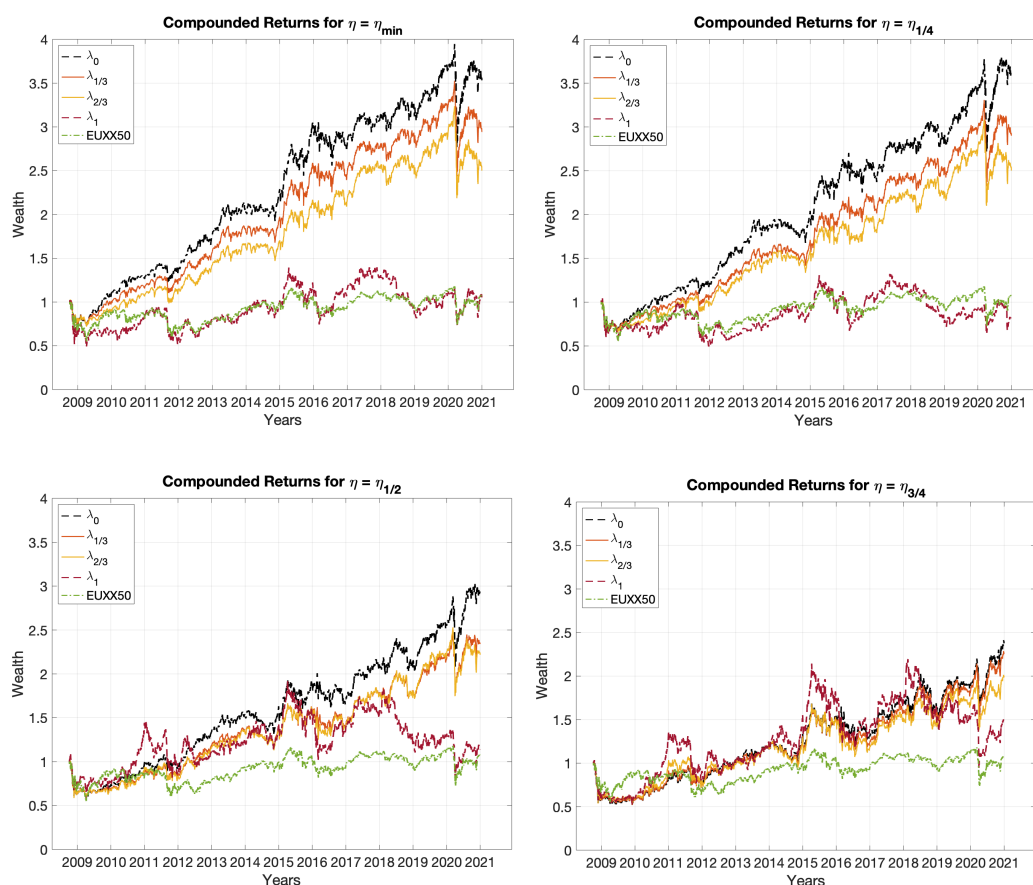 Compounded Returns for η = η_min
4
3.5
3
2.5
2
1.5
1
0.5
0
Wealth
λ_0
λ_1/3
λ_2/3
λ_1
EUXX50
2009 2010 2011 2012 2013 2014 2015 2016 2017 2018 2019 2020 2021
Years
Compounded Returns for η = η_1/4
4
3.5
3
2.5
2
1.5
1
0.5
0
Wealth
λ_0
λ_1/3
λ_2/3
λ_1
EUXX50
2009 2010 2011 2012 2013 2014 2015 2016 2017 2018 2019 2020 2021
Years
Compounded Returns for η = η_1/2
4
3.5
3
2.5
2
1.5
1
0.5
0
Wealth
λ_0
λ_1/3
λ_2/3
λ_1
EUXX50
2009 2010 2011 2012 2013 2014 2015 2016 2017 2018 2019 2020 2021
Years
Compounded Returns for η = η_3/4
4
3.5
3
2.5
2
1.5
1
0.5
0
Wealth
λ_0
λ_1/3
λ_2/3
λ_1
EUXX50
2009 2010 2011 2012 2013 2014 2015 2016 2017 2018 2019 2020 2021
Years